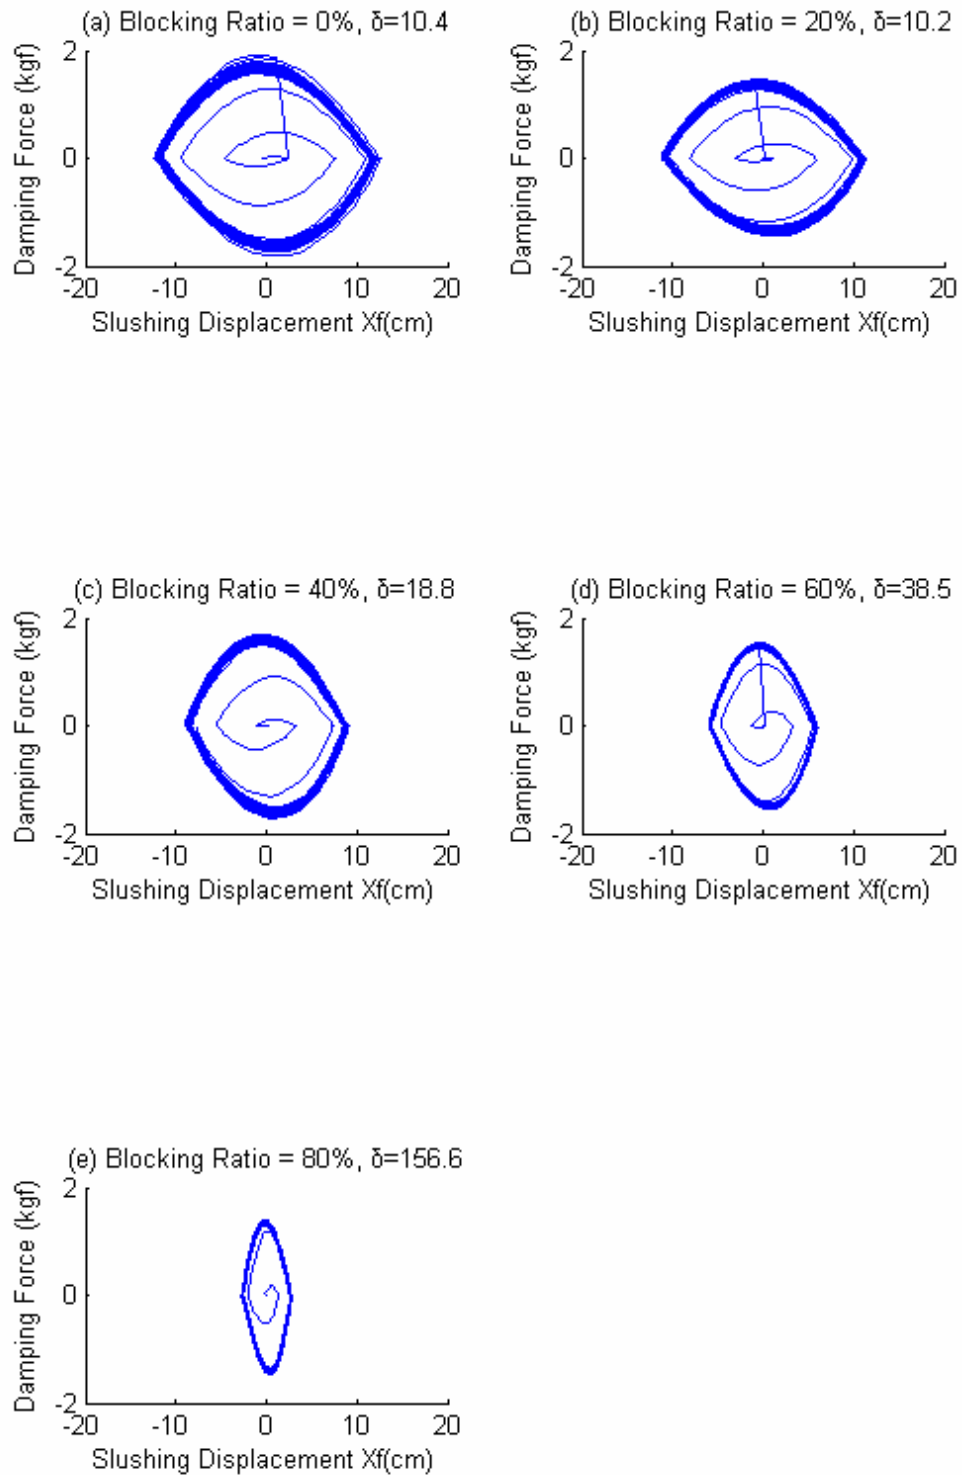 (a) Blocking Ratio = 0%, δ=10.4
2
0
-2
Damping Force (kgf)
-20 -10 0 10 20
Slushing Displacement Xf(cm)
(b) Blocking Ratio = 20%, δ=10.2
2
0
-2
Damping Force (kgf)
-20 -10 0 10 20
Slushing Displacement Xf(cm)
(c) Blocking Ratio = 40%, δ=18.8
2
0
-2
Damping Force (kgf)
-20 -10 0 10 20
Slushing Displacement Xf(cm)
(d) Blocking Ratio = 60%, δ=38.5
2
0
-2
Damping Force (kgf)
-20 -10 0 10 20
Slushing Displacement Xf(cm)
(e) Blocking Ratio = 80%, δ=156.6
2
0
-2
Damping Force (kgf)
-20 -10 0 10 20
Slushing Displacement Xf(cm)